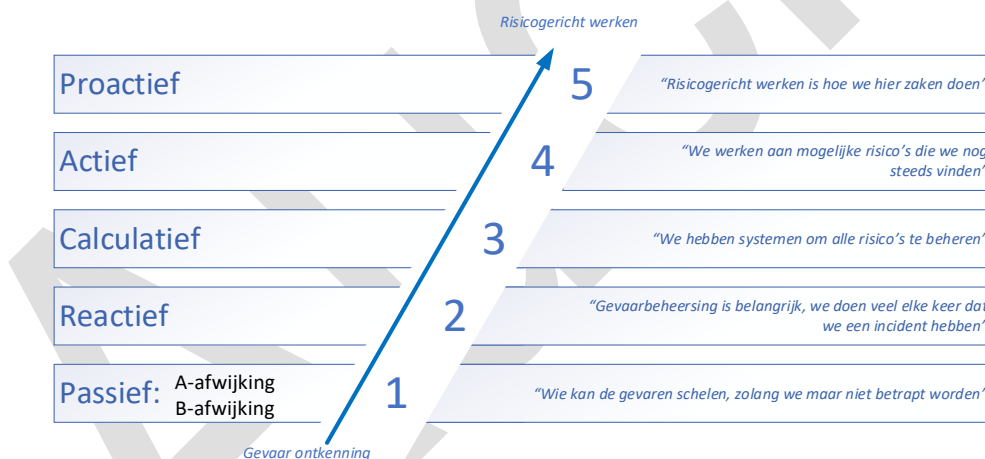 Risicogericht werken
Proactief
5
“Risicogericht werken is hoe we hier zaken doen”
Actief
4
“We werken aan mogelijke risico’s die we nog
steeds vinden”
Calculatief
3
“We hebben systemen om alle risico’s te beheren”
Reactief
2
“Gevaarbeheersing is belangrijk, we doen veel elke keer dat
we een incident hebben”
Passief:
A-afwijking
B-afwijking
1
“Wie kan de gevaren schelen, zolang we maar niet betrapt worden”
Gevaar ontkenning